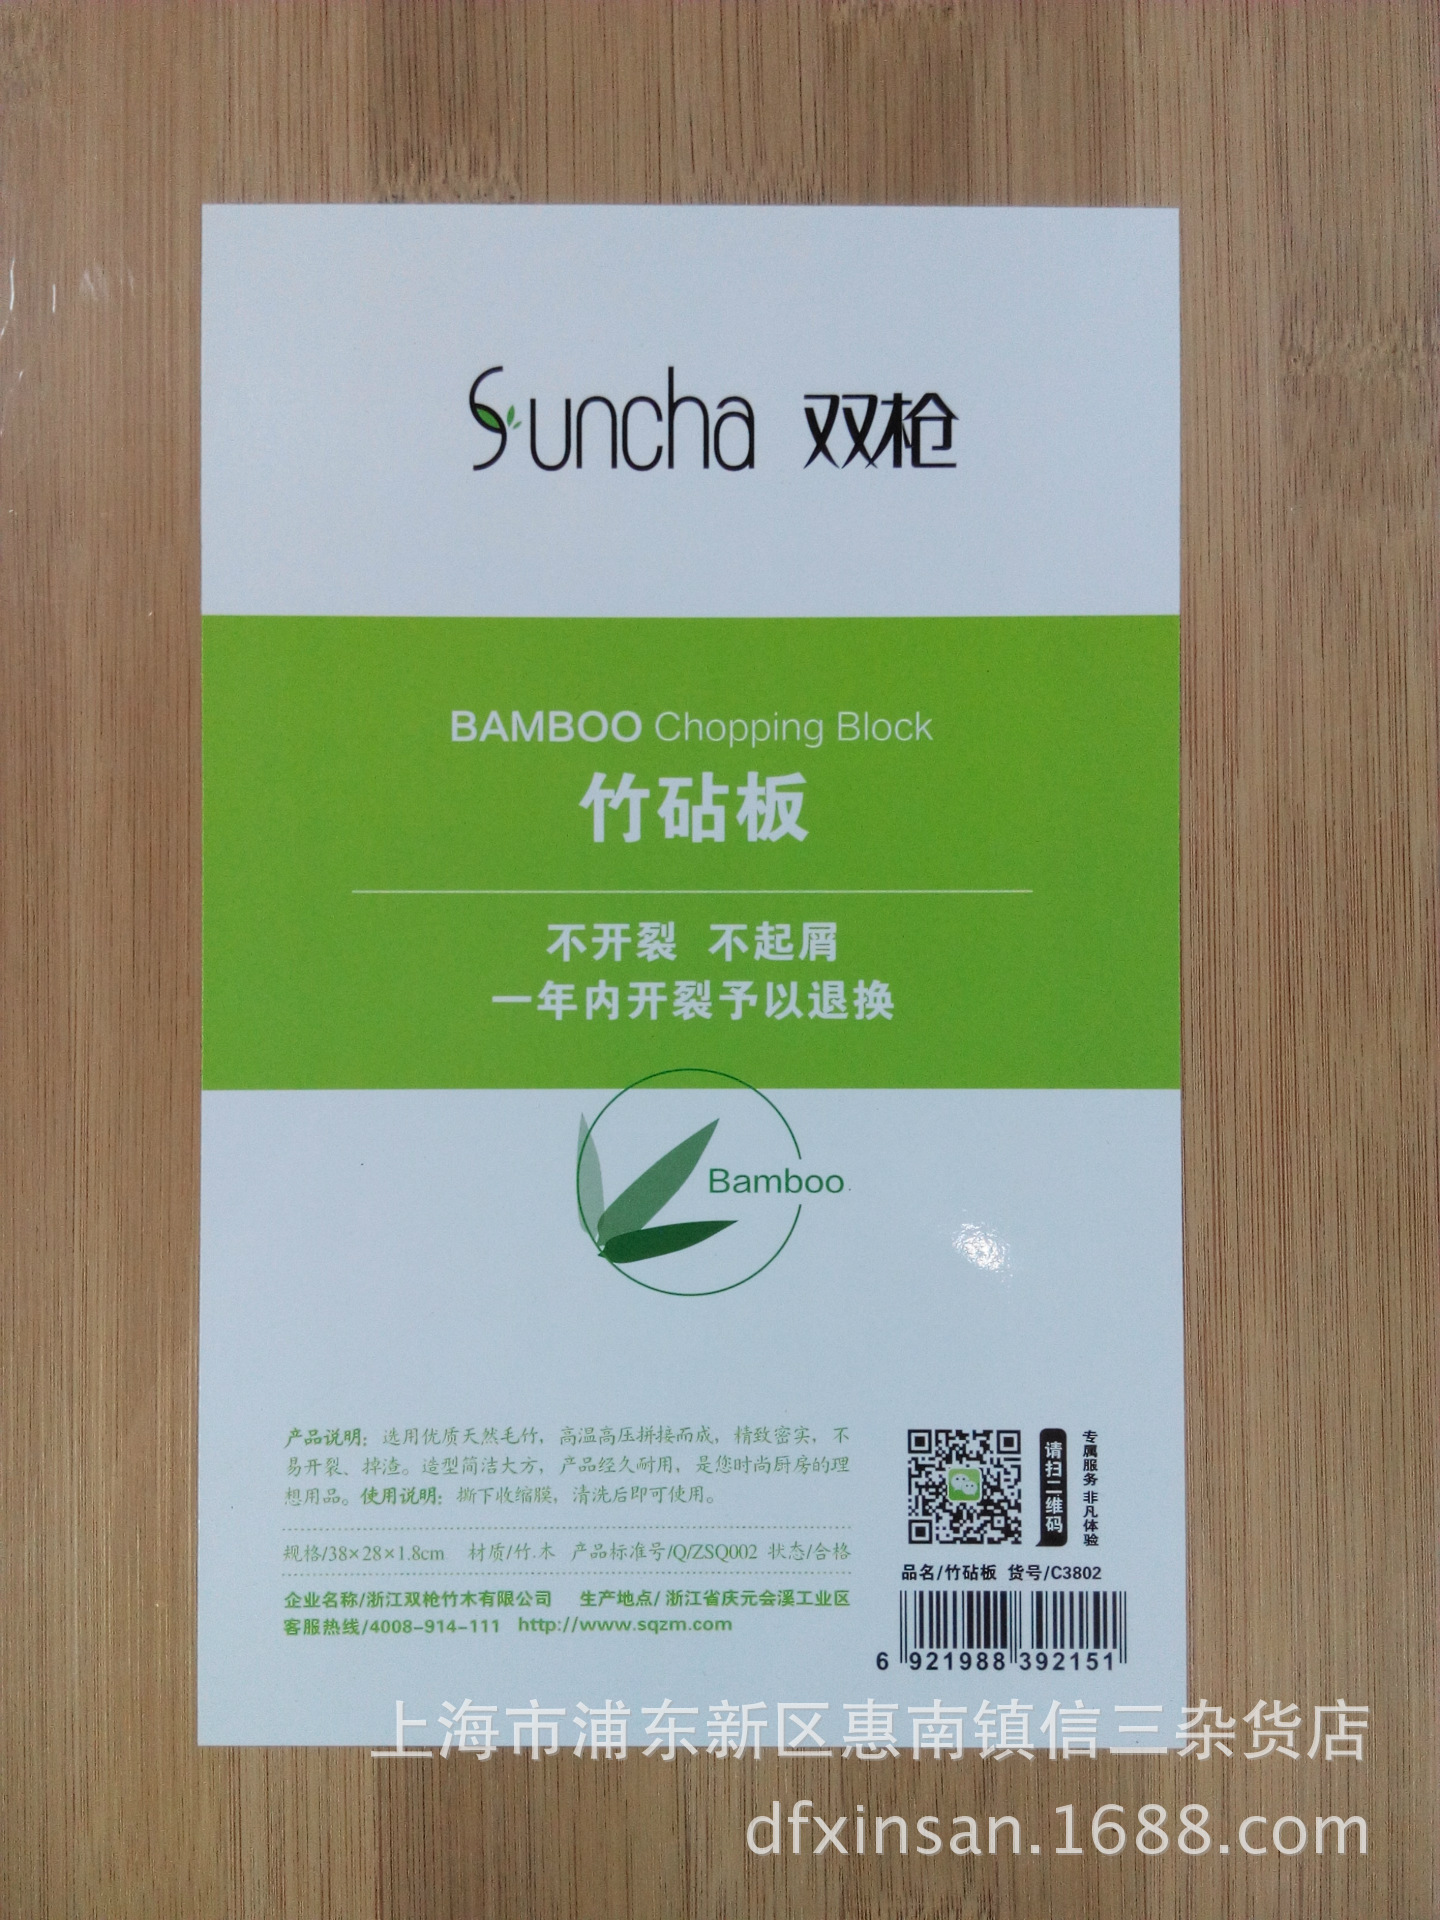 Suncha 双枪
BAMBOO Chopping Block
竹砧板
不开裂 不起屑
一年内开裂予以退换
Bamboo
产品说明：选用优质天然毛竹，高温高压拼接而成，精致密实，不
易开裂、掉渣。造型简洁大方，产品经久耐用，是您时尚厨房的理
想用品。使用说明：撕下收缩膜，清洗后即可使用。
规格/38×28×1.8cm 材质/竹.木 产品标准号/Q/ZSQ002 状态/合格
企业名称/浙江双枪竹木有限公司 生产地点/ 浙江省庆元会溪工业区
客服热线/4008-914-111 http://www.sqzm.com
请扫二维码
专属服务 非凡体验
品名/竹砧板 货号/C3802
6 921988 392151
上海市浦东新区惠南镇信三杂货店
dfxinsan.1688.com